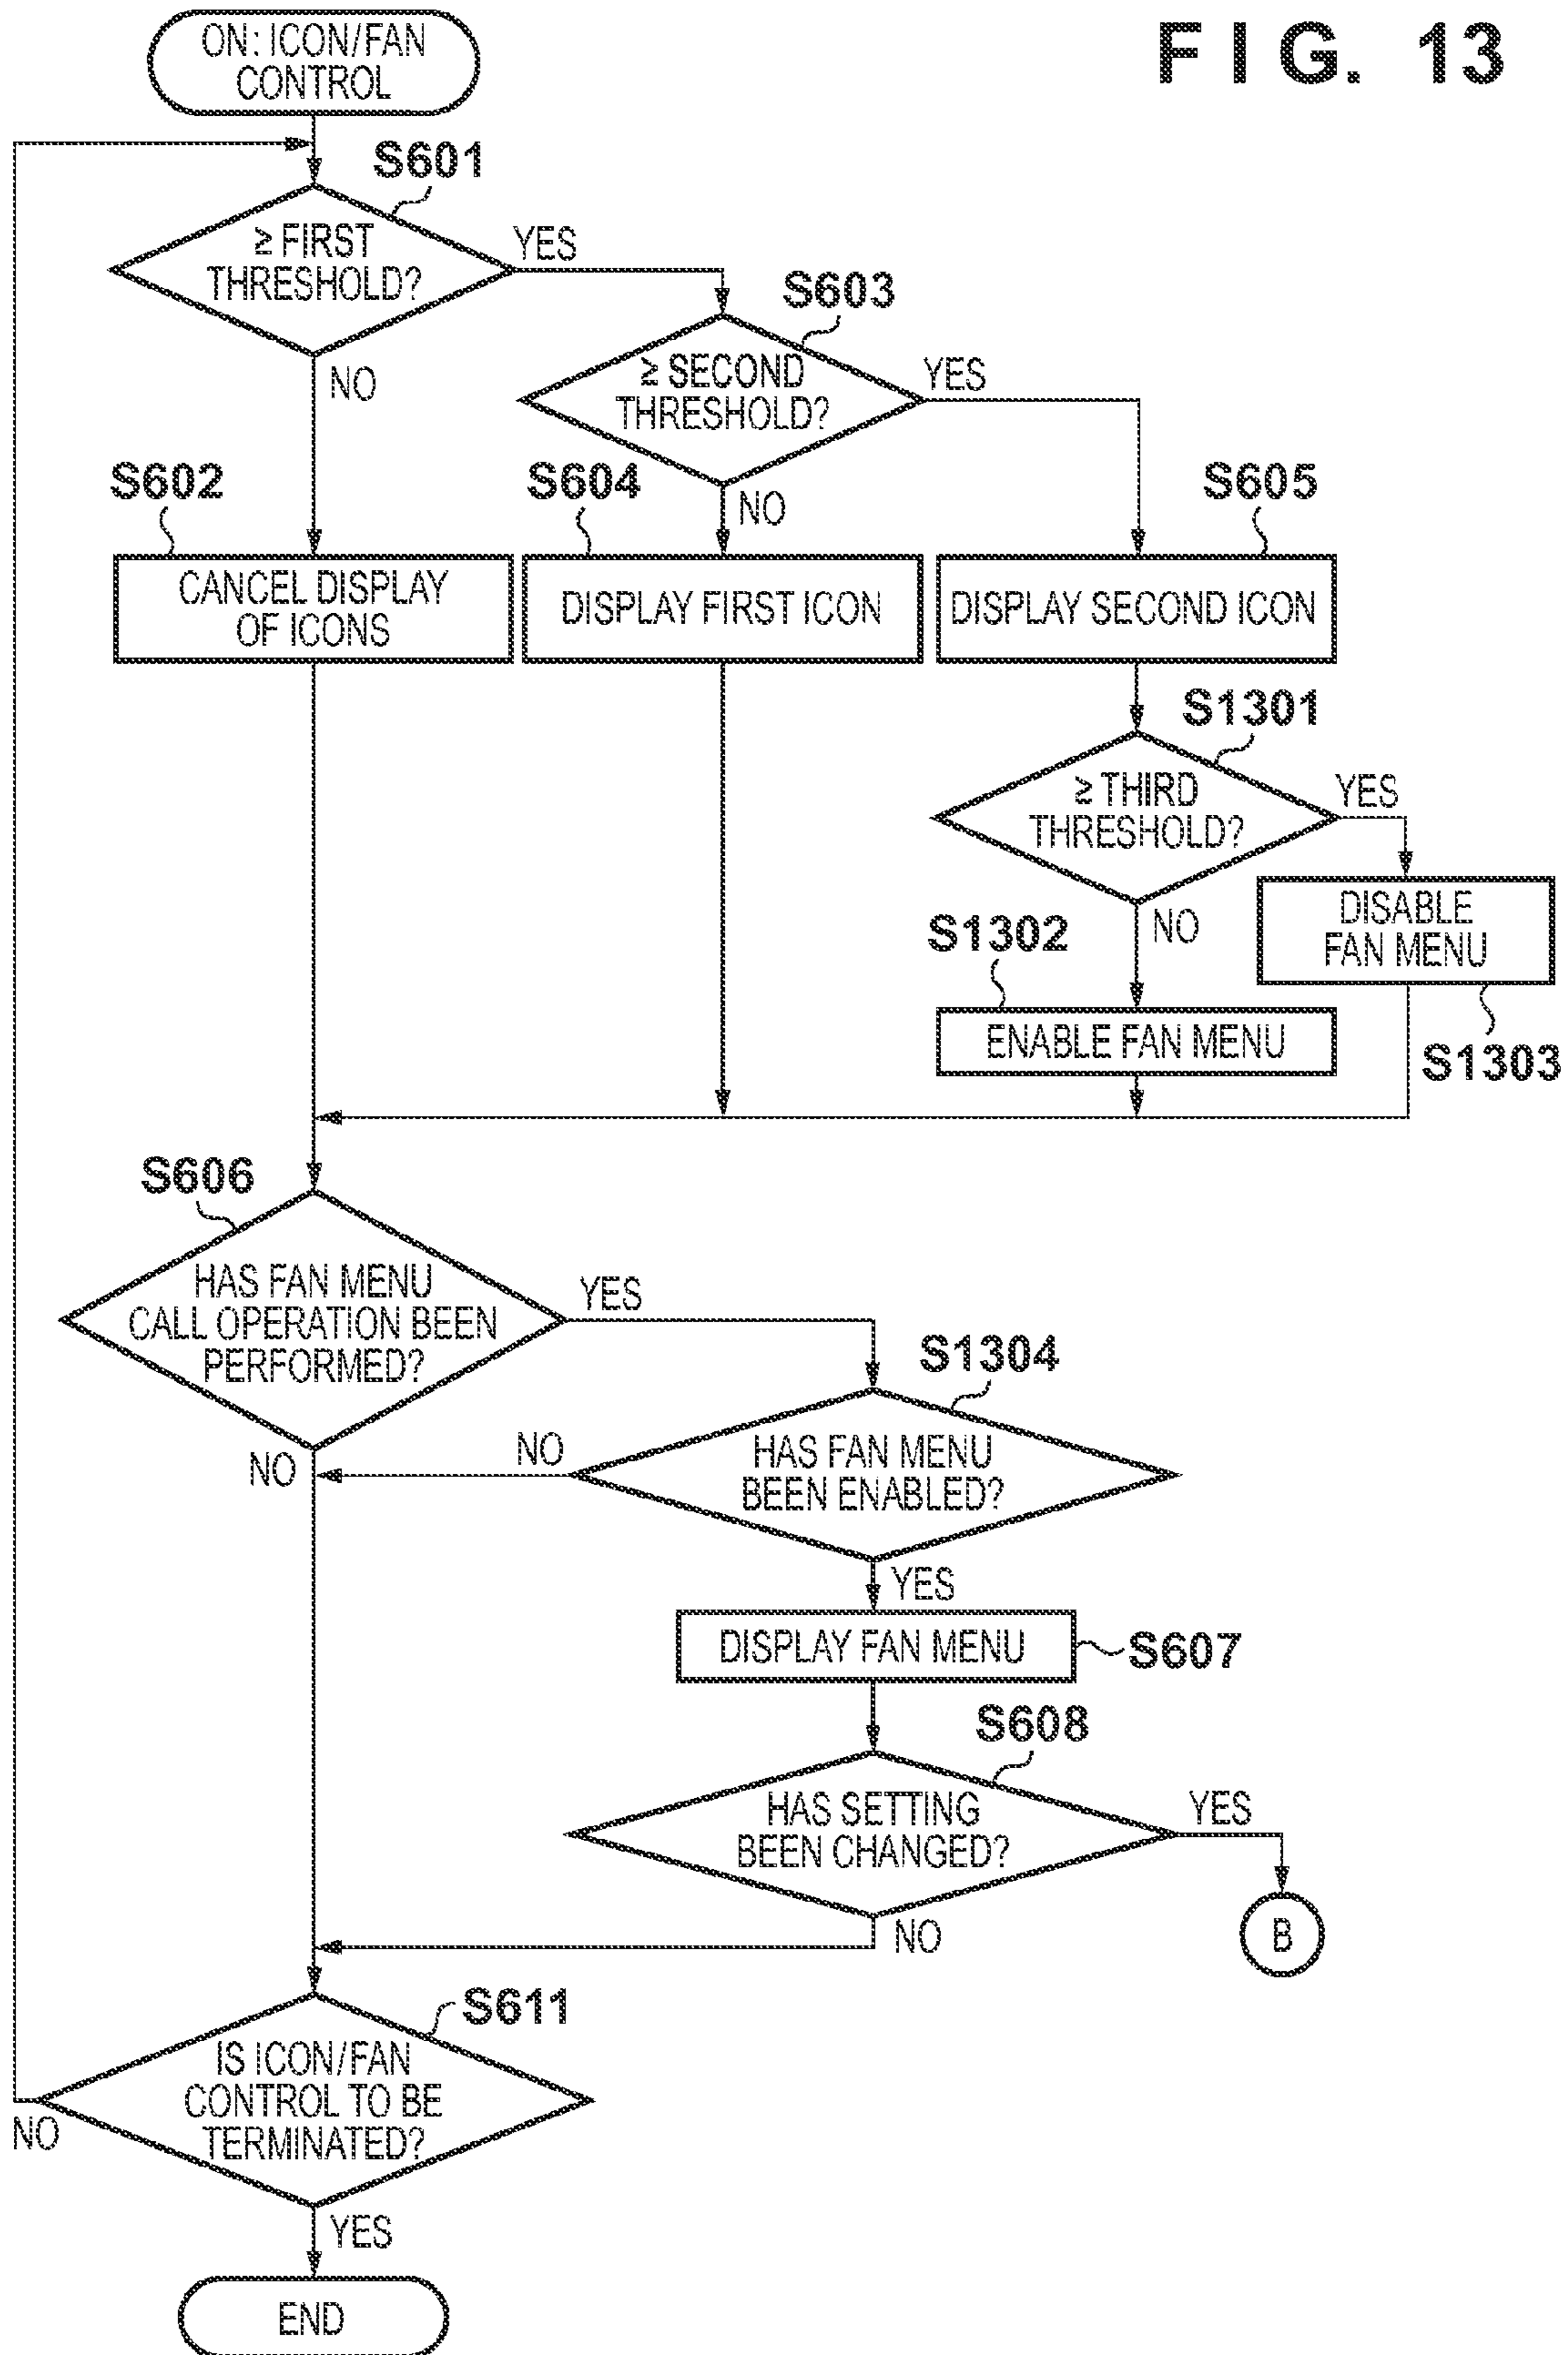 FIG. 13
ON: ICON/FAN
CONTROL
S601
≥ FIRST
THRESHOLD?
YES
NO
S603
≥ SECOND
THRESHOLD?
YES
NO
S602
CANCEL DISPLAY
OF ICONS
S604
DISPLAY FIRST ICON
S605
DISPLAY SECOND ICON
S1301
≥ THIRD
THRESHOLD?
YES
NO
DISABLE
FAN MENU
S1303
S1302
ENABLE FAN MENU
S606
HAS FAN MENU
CALL OPERATION BEEN
PERFORMED?
YES
NO
S1304
HAS FAN MENU
BEEN ENABLED?
NO
YES
DISPLAY FAN MENU
S607
S608
HAS SETTING
BEEN CHANGED?
YES
NO
B
S611
IS ICON/FAN
CONTROL TO BE
TERMINATED?
NO
YES
END